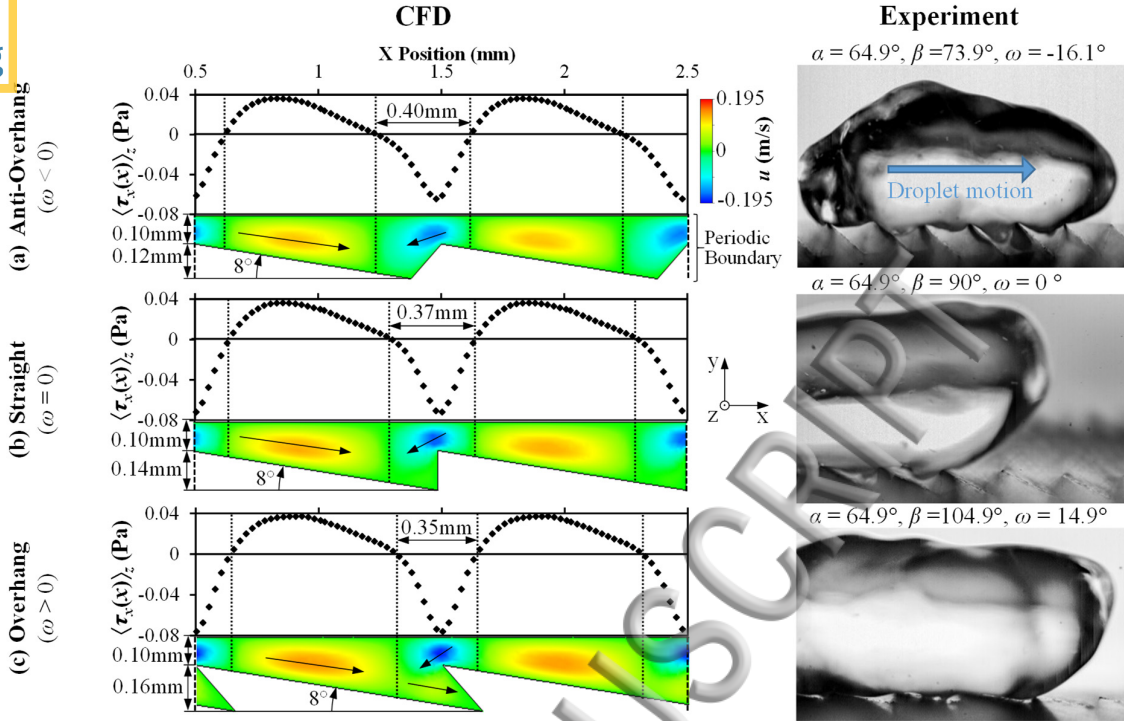 CFD
Experiment
X Position (mm)
0.5 1 1.5 2 2.5
(a) Anti-Overhang
(ω < 0)
⟨τx(x)⟩z (Pa)
0.04
0
-0.04
-0.08
0.40mm
0.10mm
0.12mm
8°
0.195
0
-0.195
u (m/s)
Periodic
Boundary
α = 64.9°, β =73.9°, ω = -16.1°
Droplet motion
(b) Straight
(ω = 0)
⟨τx(x)⟩z (Pa)
0.04
0
-0.04
-0.08
0.37mm
0.10mm
0.14mm
8°
y
z x
α = 64.9°, β = 90°, ω = 0 °
(c) Overhang
(ω > 0)
⟨τx(x)⟩z (Pa)
0.04
0
-0.04
-0.08
0.35mm
0.10mm
0.16mm
8°
α = 64.9°, β =104.9°, ω = 14.9°
USCRIPT